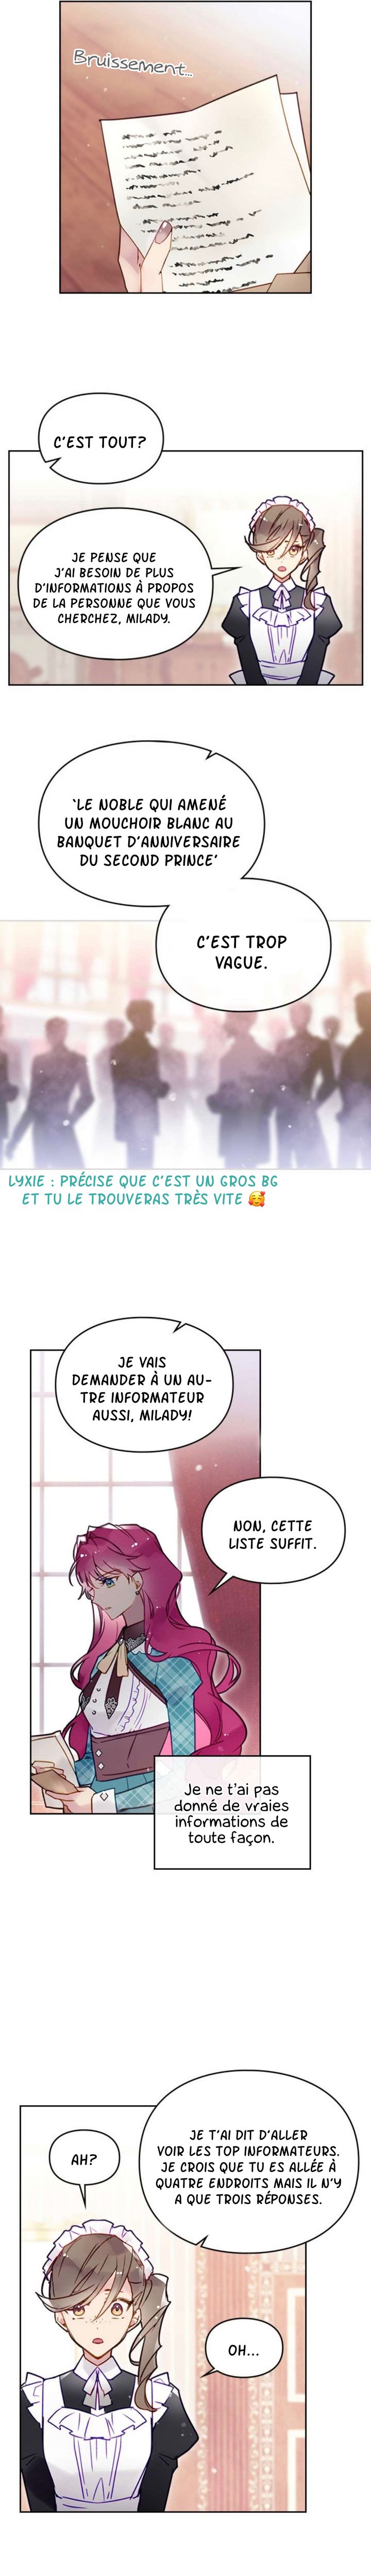 Bruissement...
C'EST TOUT?
JE PENSE QUE
J'AI BESOIN DE PLUS
D'INFORMATIONS À PROPOS
DE LA PERSONNE QUE VOUS
CHERCHEZ, MILADY.
'LE NOBLE QUI AMENÉ
UN MOUCHOIR BLANC AU
BANQUET D'ANNIVERSAIRE
DU SECOND PRINCE'
C'EST TROP
VAGUE.
LYXIE : PRÉCISE QUE C'EST UN GROS BG
ET TU LE TROUVERAS TRÈS VITE 🥰
JE VAIS
DEMANDER À UN AU-
TRE INFORMATEUR
AUSSI, MILADY!
NON, CETTE
LISTE SUFFIT.
Je ne t'ai pas
donné de vraies
informations de
toute façon.
JE T'AI DIT D'ALLER
VOIR LES TOP INFORMATEURS.
JE CROIS QUE TU ES ALLÉE À
QUATRE ENDROITS MAIS IL N'Y
A QUE TROIS RÉPONSES.
AH?
OH...